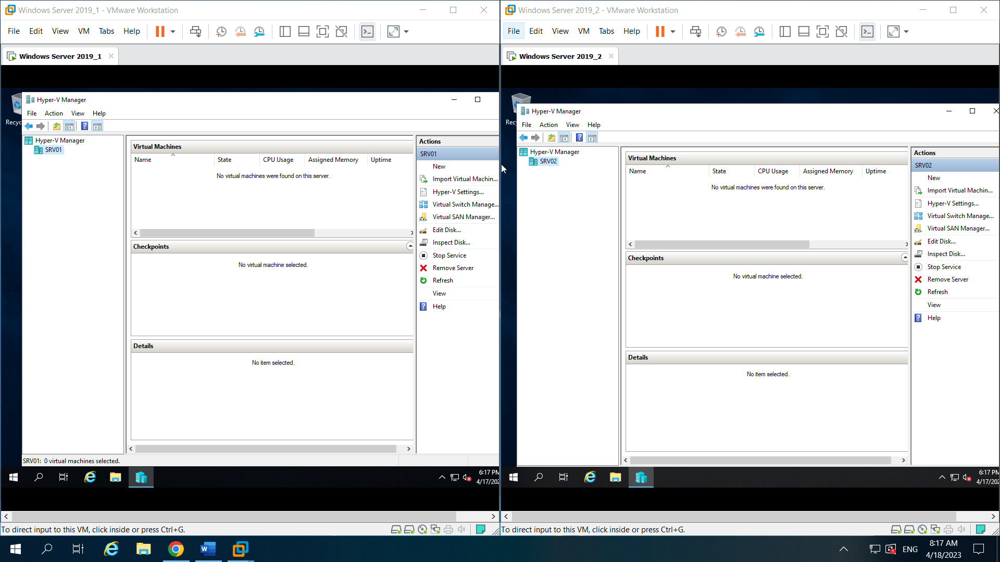 Windows Server 2019_1 - VMware Workstation
File Edit View VM Tabs Help
Windows Server 2019_1
Hyper-V Manager
File Action View Help
Hyper-V Manager
SRV01
Virtual Machines
Name State CPU Usage Assigned Memory Uptime
No virtual machines were found on this server.
Checkpoints
No virtual machine selected.
Details
No item selected.
Actions
SRV01
New
Import Virtual Machin...
Hyper-V Settings...
Virtual Switch Manage...
Virtual SAN Manager...
Edit Disk...
Inspect Disk...
Stop Service
Remove Server
Refresh
View
Help
SRV01: 0 virtual machines selected.
6:17 PM
To direct input to this VM, click inside or press Ctrl+G.
Windows Server 2019_2 - VMware Workstation
File Edit View VM Tabs Help
Windows Server 2019_2
Hyper-V Manager
File Action View Help
Hyper-V Manager
SRV02
Virtual Machines
Name State CPU Usage Assigned Memory Uptime
No virtual machines were found on this server.
Checkpoints
No virtual machine selected.
Details
No item selected.
Actions
SRV02
New
Import Virtual Machin...
Hyper-V Settings...
Virtual Switch Manage...
Virtual SAN Manager...
Edit Disk...
Inspect Disk...
Stop Service
Remove Server
Refresh
View
Help
6:17 PM
To direct input to this VM, click inside or press Ctrl+G.
ENG
8:17 AM
4/18/2023